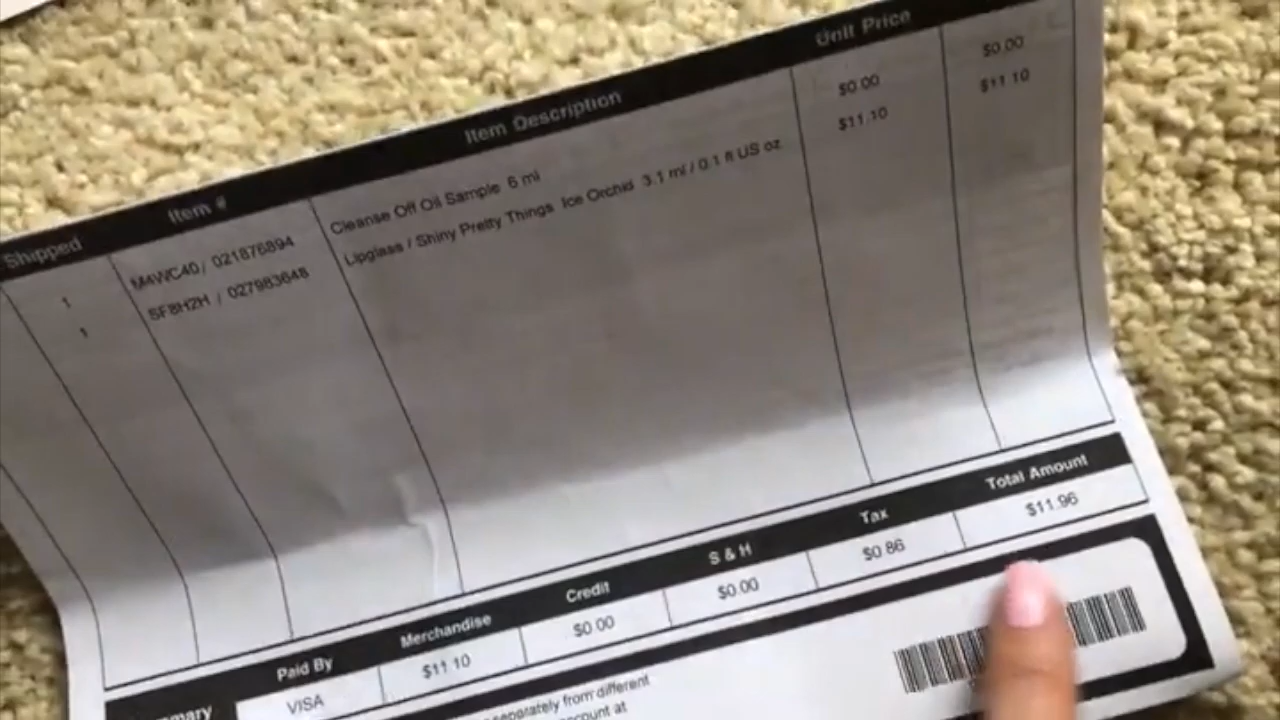 Shipped Item # Item Description Unit Price
1 M4WC40 / 021876894 Cleanse Off Oil Sample 6 ml $0.00 $0.00
1 SF8H2H / 027983648 Lipglass / Shiny Pretty Things Ice Orchid 3.1 ml / 0.1 fl US oz $11.10 $11.10
Paid By Merchandise Credit S & H Tax Total Amount
VISA $11.10 $0.00 $0.00 $0.86 $11.96
separately from different
at